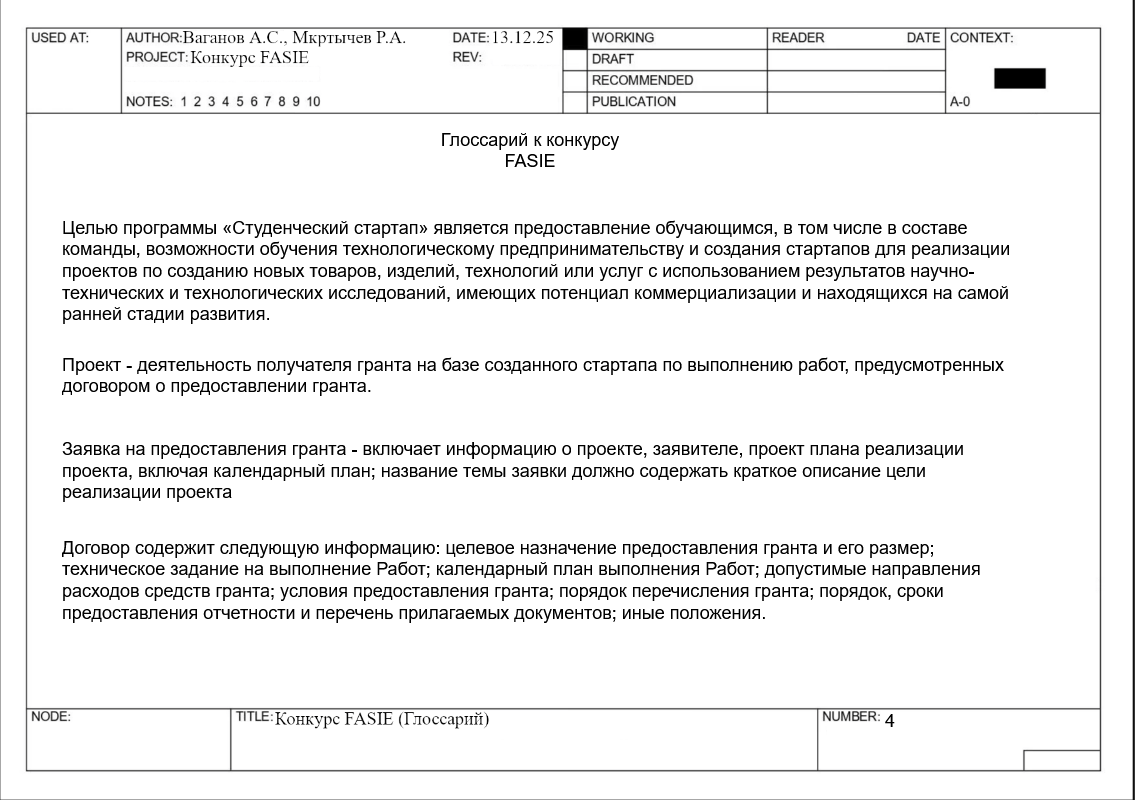 USED AT:
AUTHOR:Ваганов А.С., Мкртычев Р.А.
DATE:13.12.25
WORKING
READER
DATE
CONTEXT:
PROJECT:Конкурс FASIE
REV:
DRAFT
RECOMMENDED
NOTES: 1 2 3 4 5 6 7 8 9 10
PUBLICATION
A-0
Глоссарий к конкурсу
FASIE
Целью программы «Студенческий стартап» является предоставление обучающимся, в том числе в составе
команды, возможности обучения технологическому предпринимательству и создания стартапов для реализации
проектов по созданию новых товаров, изделий, технологий или услуг с использованием результатов научно-
технических и технологических исследований, имеющих потенциал коммерциализации и находящихся на самой
ранней стадии развития.
Проект - деятельность получателя гранта на базе созданного стартапа по выполнению работ, предусмотренных
договором о предоставлении гранта.
Заявка на предоставления гранта - включает информацию о проекте, заявителе, проект плана реализации
проекта, включая календарный план; название темы заявки должно содержать краткое описание цели
реализации проекта
Договор содержит следующую информацию: целевое назначение предоставления гранта и его размер;
техническое задание на выполнение Работ; календарный план выполнения Работ; допустимые направления
расходов средств гранта; условия предоставления гранта; порядок перечисления гранта; порядок, сроки
предоставления отчетности и перечень прилагаемых документов; иные положения.
NODE:
TITLE:Конкурс FASIE (Глоссарий)
NUMBER: 4